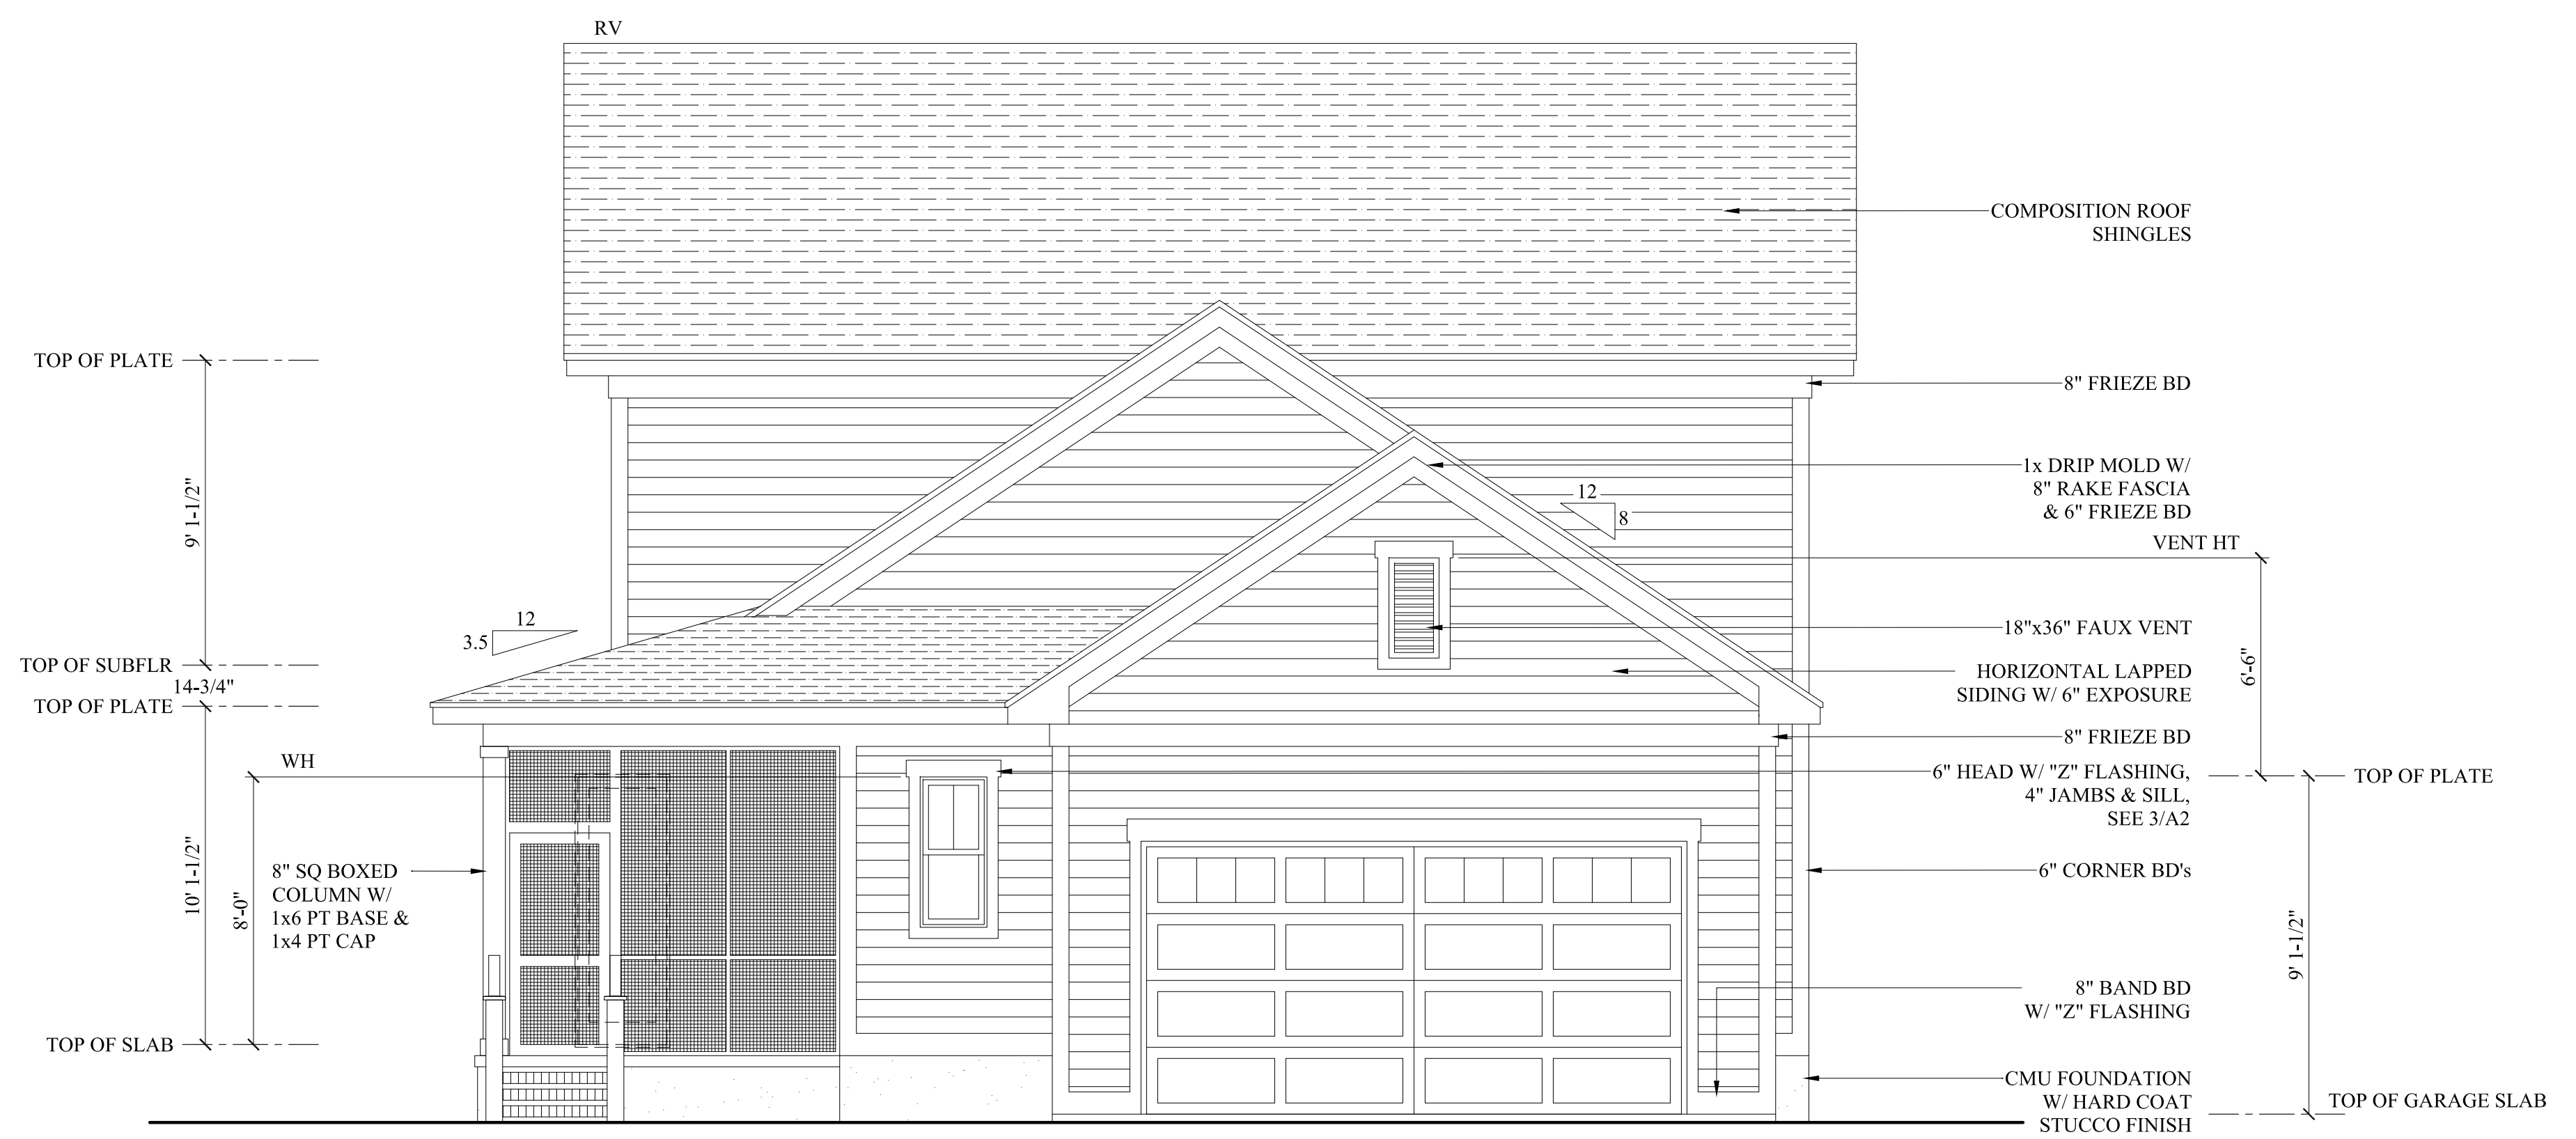 RV
COMPOSITION ROOF
SHINGLES
TOP OF PLATE
8" FRIEZE BD
9' 1-1/2"
1x DRIP MOLD W/
8" RAKE FASCIA
& 6" FRIEZE BD
12
8
VENT HT
12
3.5
18"x36" FAUX VENT
6'-6"
TOP OF SUBFLR
14-3/4"
TOP OF PLATE
HORIZONTAL LAPPED
SIDING W/ 6" EXPOSURE
8" FRIEZE BD
WH
6" HEAD W/ "Z" FLASHING,
4" JAMBS & SILL,
SEE 3/A2
TOP OF PLATE
10' 1-1/2"
8'-0"
8" SQ BOXED
COLUMN W/
1x6 PT BASE &
1x4 PT CAP
6" CORNER BD's
9' 1-1/2"
8" BAND BD
W/ "Z" FLASHING
TOP OF SLAB
CMU FOUNDATION
W/ HARD COAT
STUCCO FINISH
TOP OF GARAGE SLAB